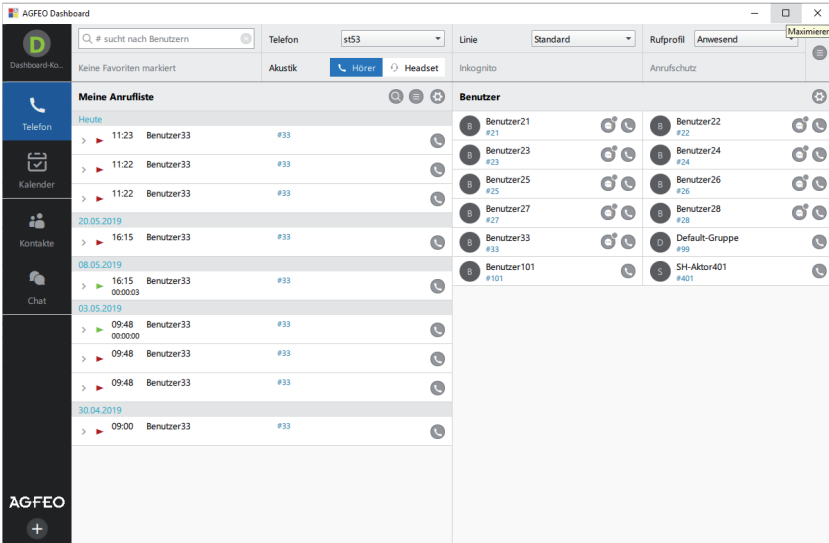 AGFEO Dashboard
Maximieren
D
Dashboard-Ko...
# sucht nach Benutzern
Telefon
st53
Linie
Standard
Rufprofil
Anwesend
Keine Favoriten markiert
Akustik
Hörer
Headset
Inkognito
Anrufschutz
Telefon
Kalender
Kontakte
Chat
AGFEO
+
Meine Anrufliste
Heute
11:23 Benutzer33 #33
11:22 Benutzer33 #33
11:22 Benutzer33 #33
20.05.2019
16:15 Benutzer33 #33
08.05.2019
16:15 Benutzer33 #33
00:00:03
03.05.2019
09:48 Benutzer33 #33
00:00:00
09:48 Benutzer33 #33
09:48 Benutzer33 #33
30.04.2019
09:00 Benutzer33 #33
Benutzer
B Benutzer21
#21
B Benutzer22
#22
B Benutzer23
#23
B Benutzer24
#24
B Benutzer25
#25
B Benutzer26
#26
B Benutzer27
#27
B Benutzer28
#28
B Benutzer33
#33
D Default-Gruppe
#99
B Benutzer101
#101
S SH-Aktor401
#401